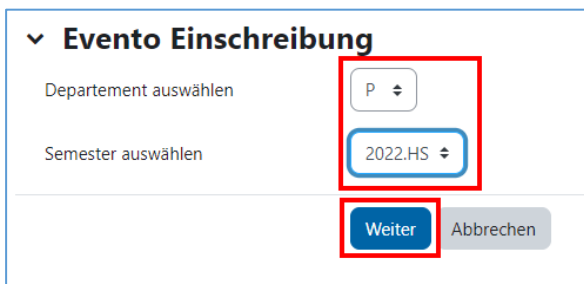 Evento Einschreibung
Departement auswählen P
Semester auswählen 2022.HS
Weiter Abbrechen